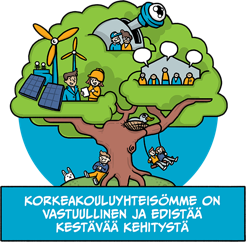 KORKEAKOULUYHTEISÖMME ON
VASTUULLINEN JA EDISTÄÄ
KESTÄVÄÄ KEHITYSTÄ